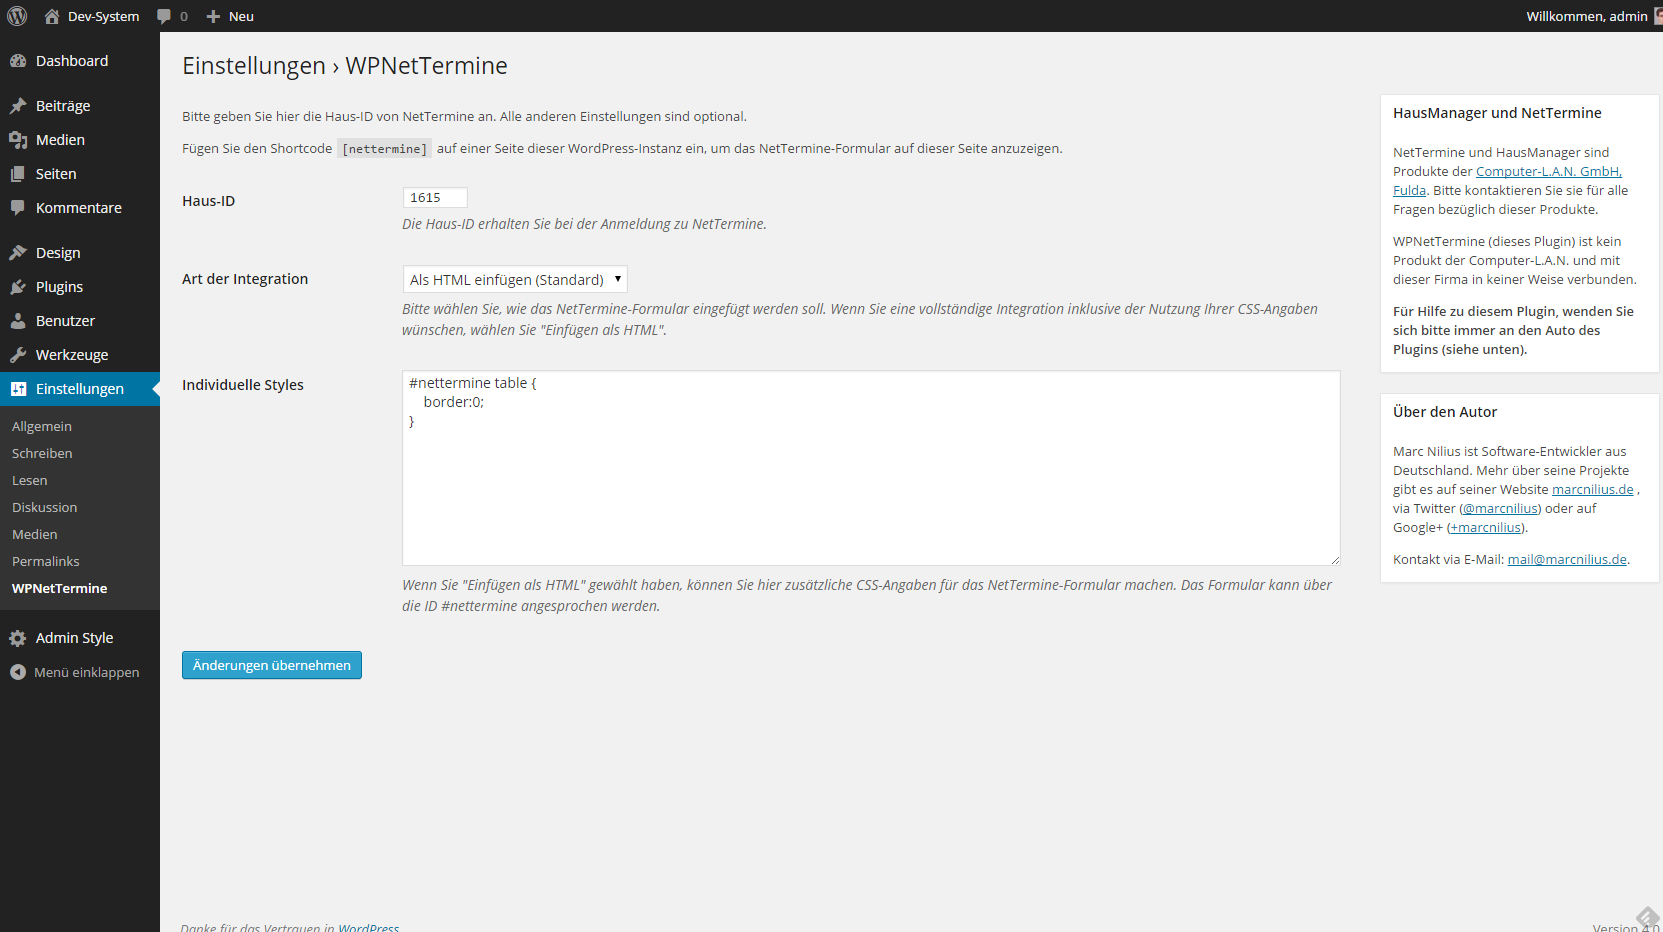 Dev-System 0 Neu Willkommen, admin
Dashboard
Beiträge
Medien
Seiten
Kommentare
Design
Plugins
Benutzer
Werkzeuge
Einstellungen
Allgemein
Schreiben
Lesen
Diskussion
Medien
Permalinks
WPNetTermine
Admin Style
Menü einklappen
Einstellungen › WPNetTermine
Bitte geben Sie hier die Haus-ID von NetTermine an. Alle anderen Einstellungen sind optional.
Fügen Sie den Shortcode [nettermine] auf einer Seite dieser WordPress-Instanz ein, um das NetTermine-Formular auf dieser Seite anzuzeigen.
Haus-ID 1615
Die Haus-ID erhalten Sie bei der Anmeldung zu NetTermine.
Art der Integration Als HTML einfügen (Standard)
Bitte wählen Sie, wie das NetTermine-Formular eingefügt werden soll. Wenn Sie eine vollständige Integration inklusive der Nutzung Ihrer CSS-Angaben
wünschen, wählen Sie "Einfügen als HTML".
Individuelle Styles #nettermine table {
border:0;
}
Wenn Sie "Einfügen als HTML" gewählt haben, können Sie hier zusätzliche CSS-Angaben für das NetTermine-Formular machen. Das Formular kann über
die ID #nettermine angesprochen werden.
Änderungen übernehmen
HausManager und NetTermine
NetTermine und HausManager sind
Produkte der Computer-L.A.N. GmbH,
Fulda. Bitte kontaktieren Sie sie für alle
Fragen bezüglich dieser Produkte.
WPNetTermine (dieses Plugin) ist kein
Produkt der Computer-L.A.N. und mit
dieser Firma in keiner Weise verbunden.
Für Hilfe zu diesem Plugin, wenden Sie
sich bitte immer an den Auto des
Plugins (siehe unten).
Über den Autor
Marc Nilius ist Software-Entwickler aus
Deutschland. Mehr über seine Projekte
gibt es auf seiner Website marcnilius.de ,
via Twitter (@marcnilius) oder auf
Google+ (+marcnilius).
Kontakt via E-Mail: mail@marcnilius.de.
Danke für das Vertrauen in WordPress
Version 4.0